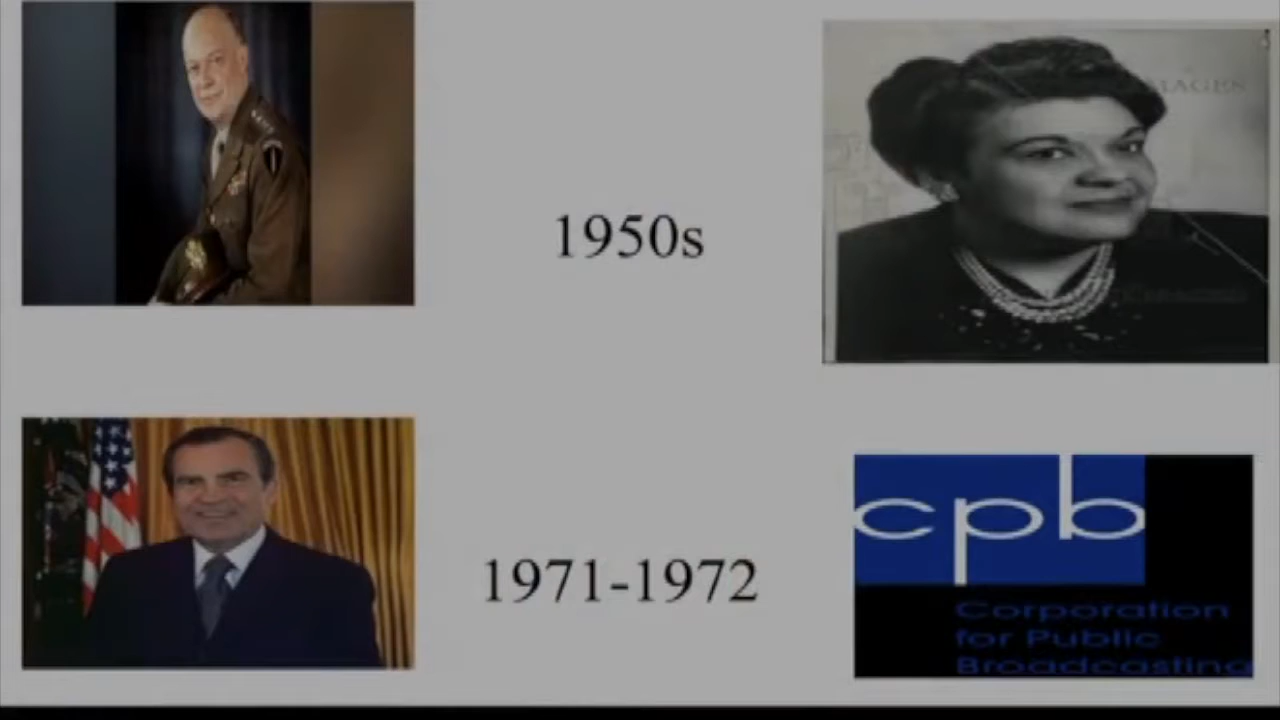 1950s
1971-1972
cpb
Corporation
for Public
Broadcasting